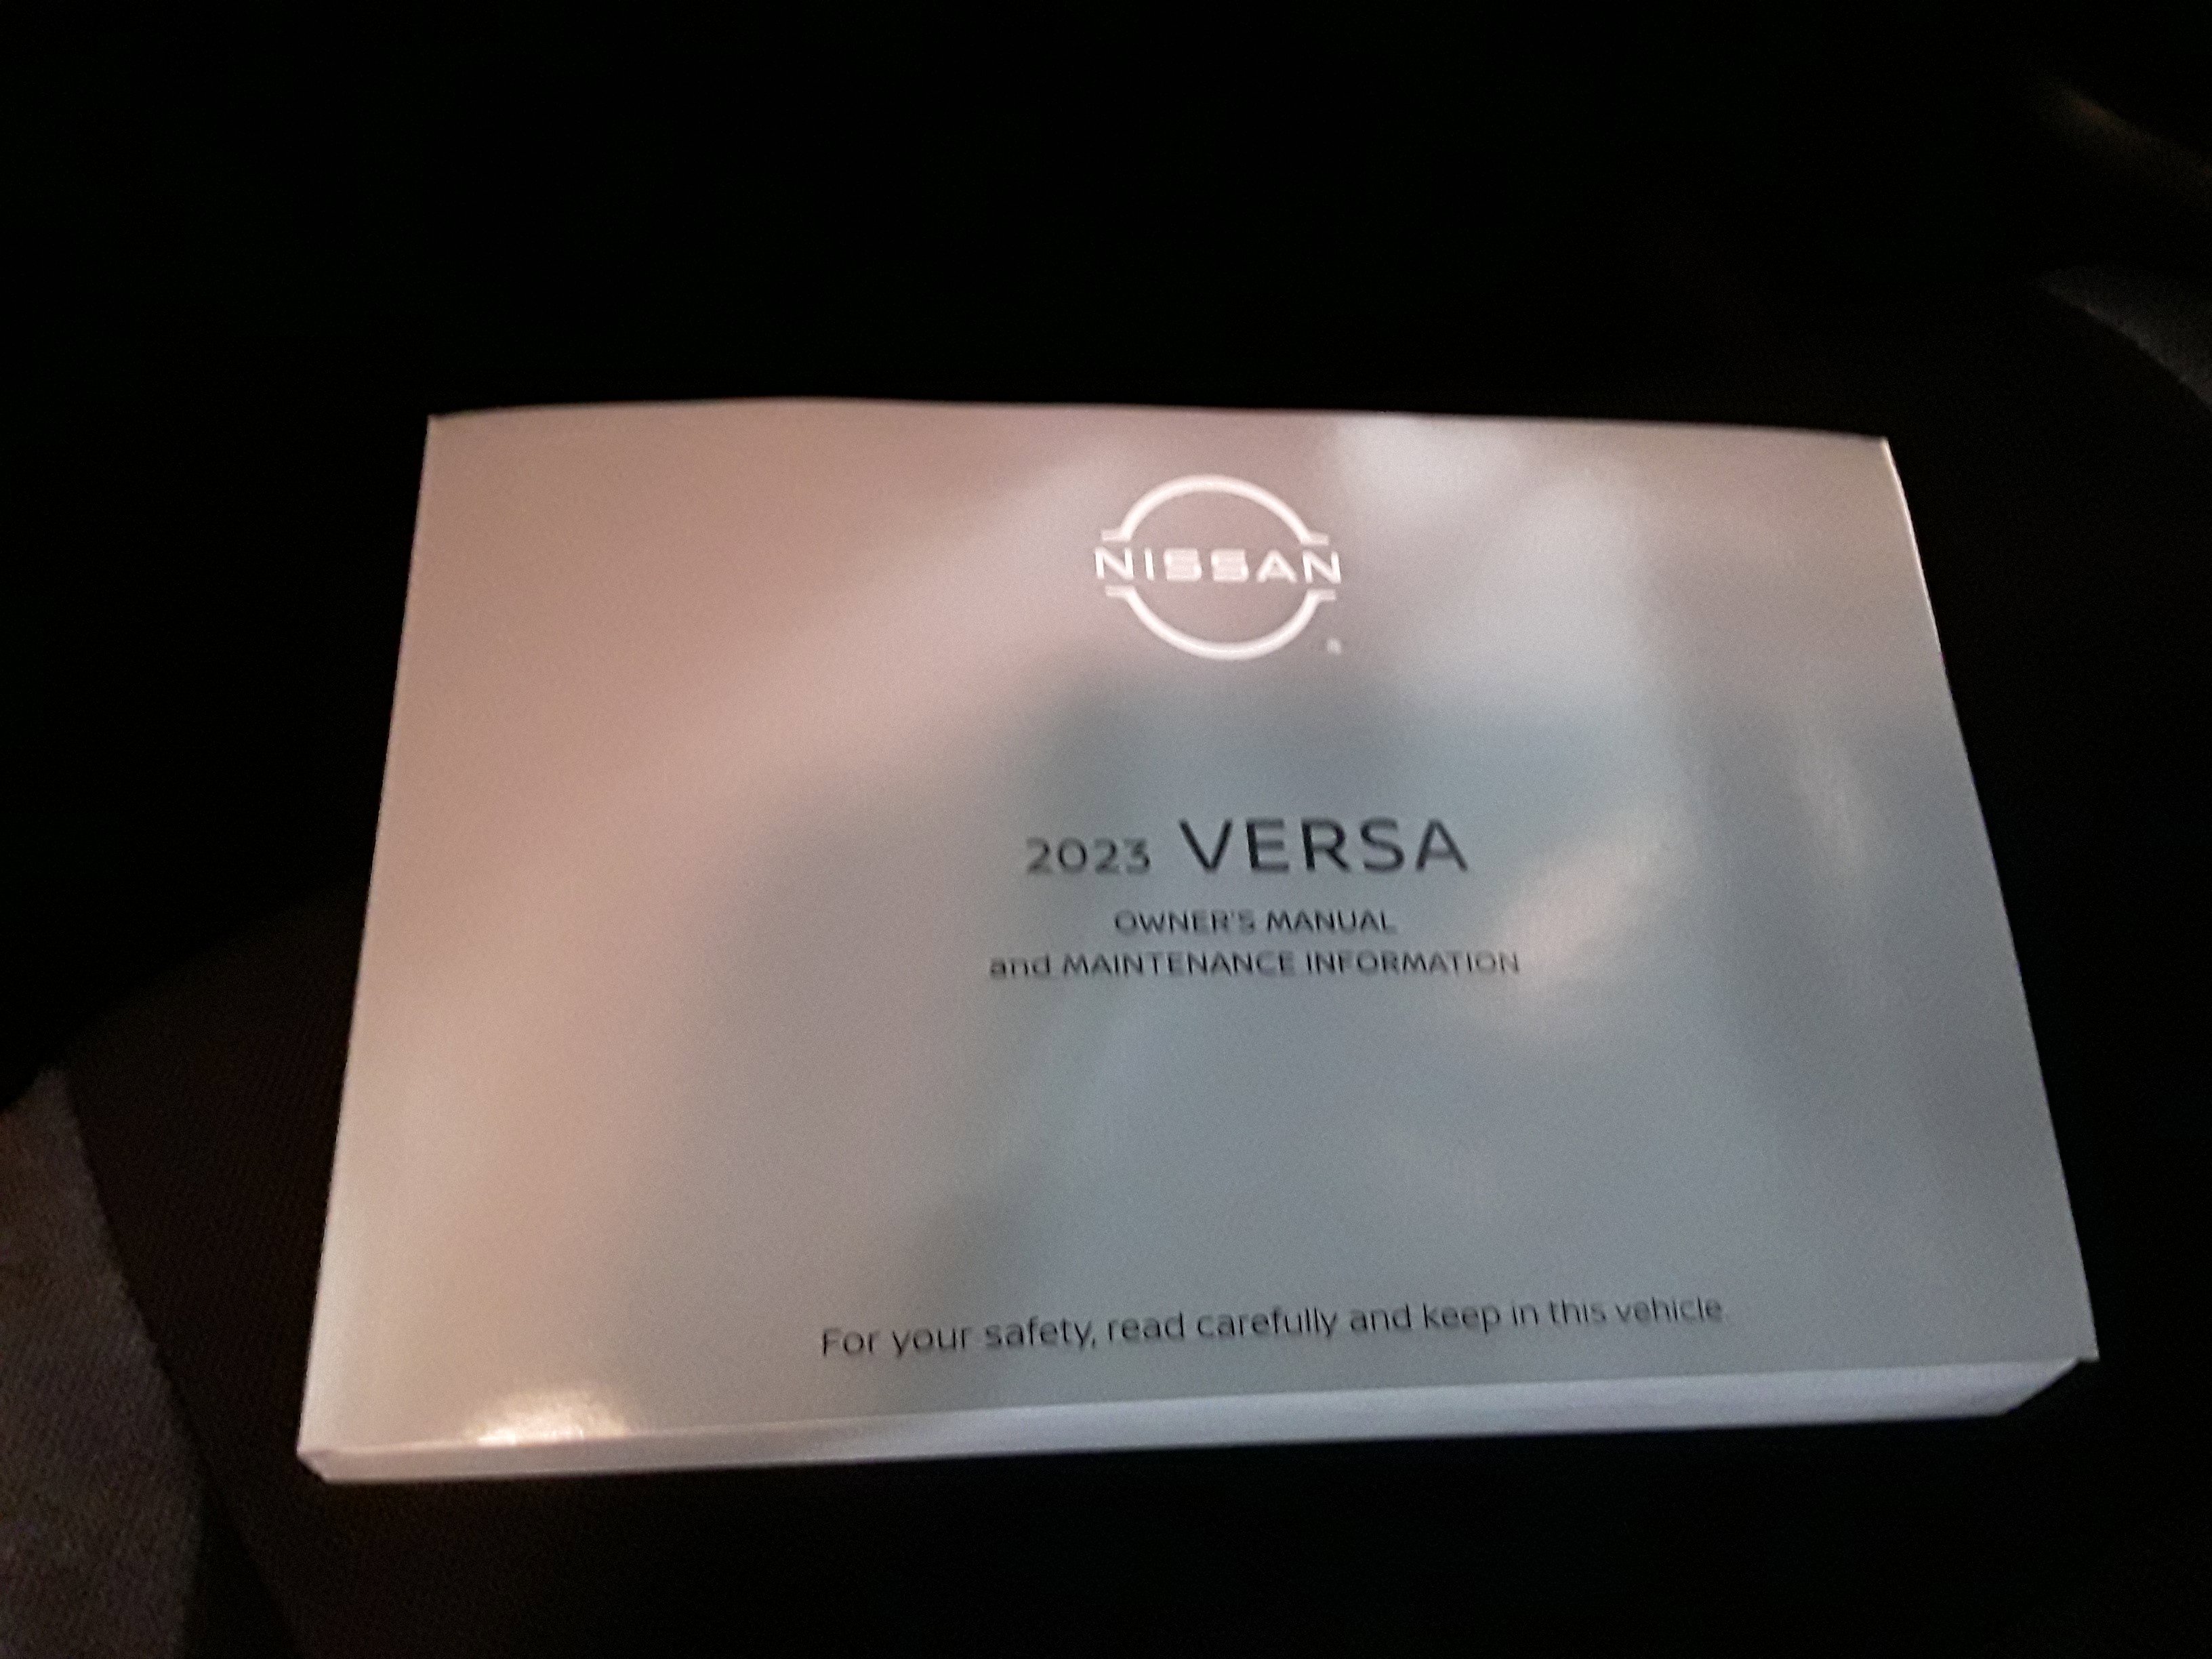 NISSAN
2023 VERSA
OWNER'S MANUAL
and MAINTENANCE INFORMATION
For your safety, read carefully and keep in this vehicle.